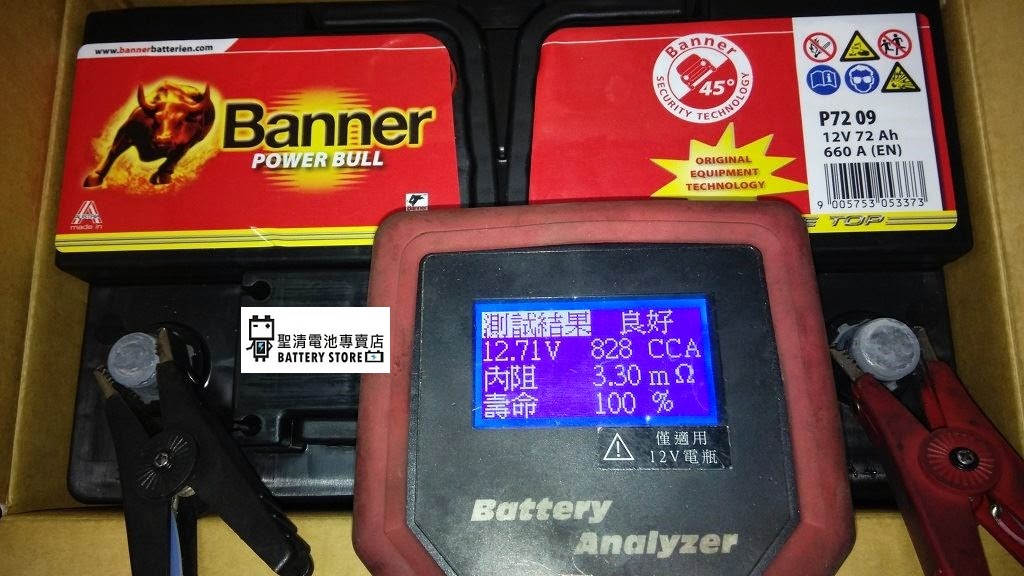 www.bannerbatterien.com
Banner
POWER BULL
made in
Banner
Banner
SECURITY TECHNOLOGY
45°
ORIGINAL
EQUIPMENT
TECHNOLOGY
P72 09
12V 72 Ah
660 A (EN)
9 005753 053373
TOP
聖清電池專賣店
BATTERY STORE
測試結果 良好
12.71V 828 CCA
內阻 3.30 mΩ
壽命 100 %
僅適用
12V電瓶
Battery
Analyzer